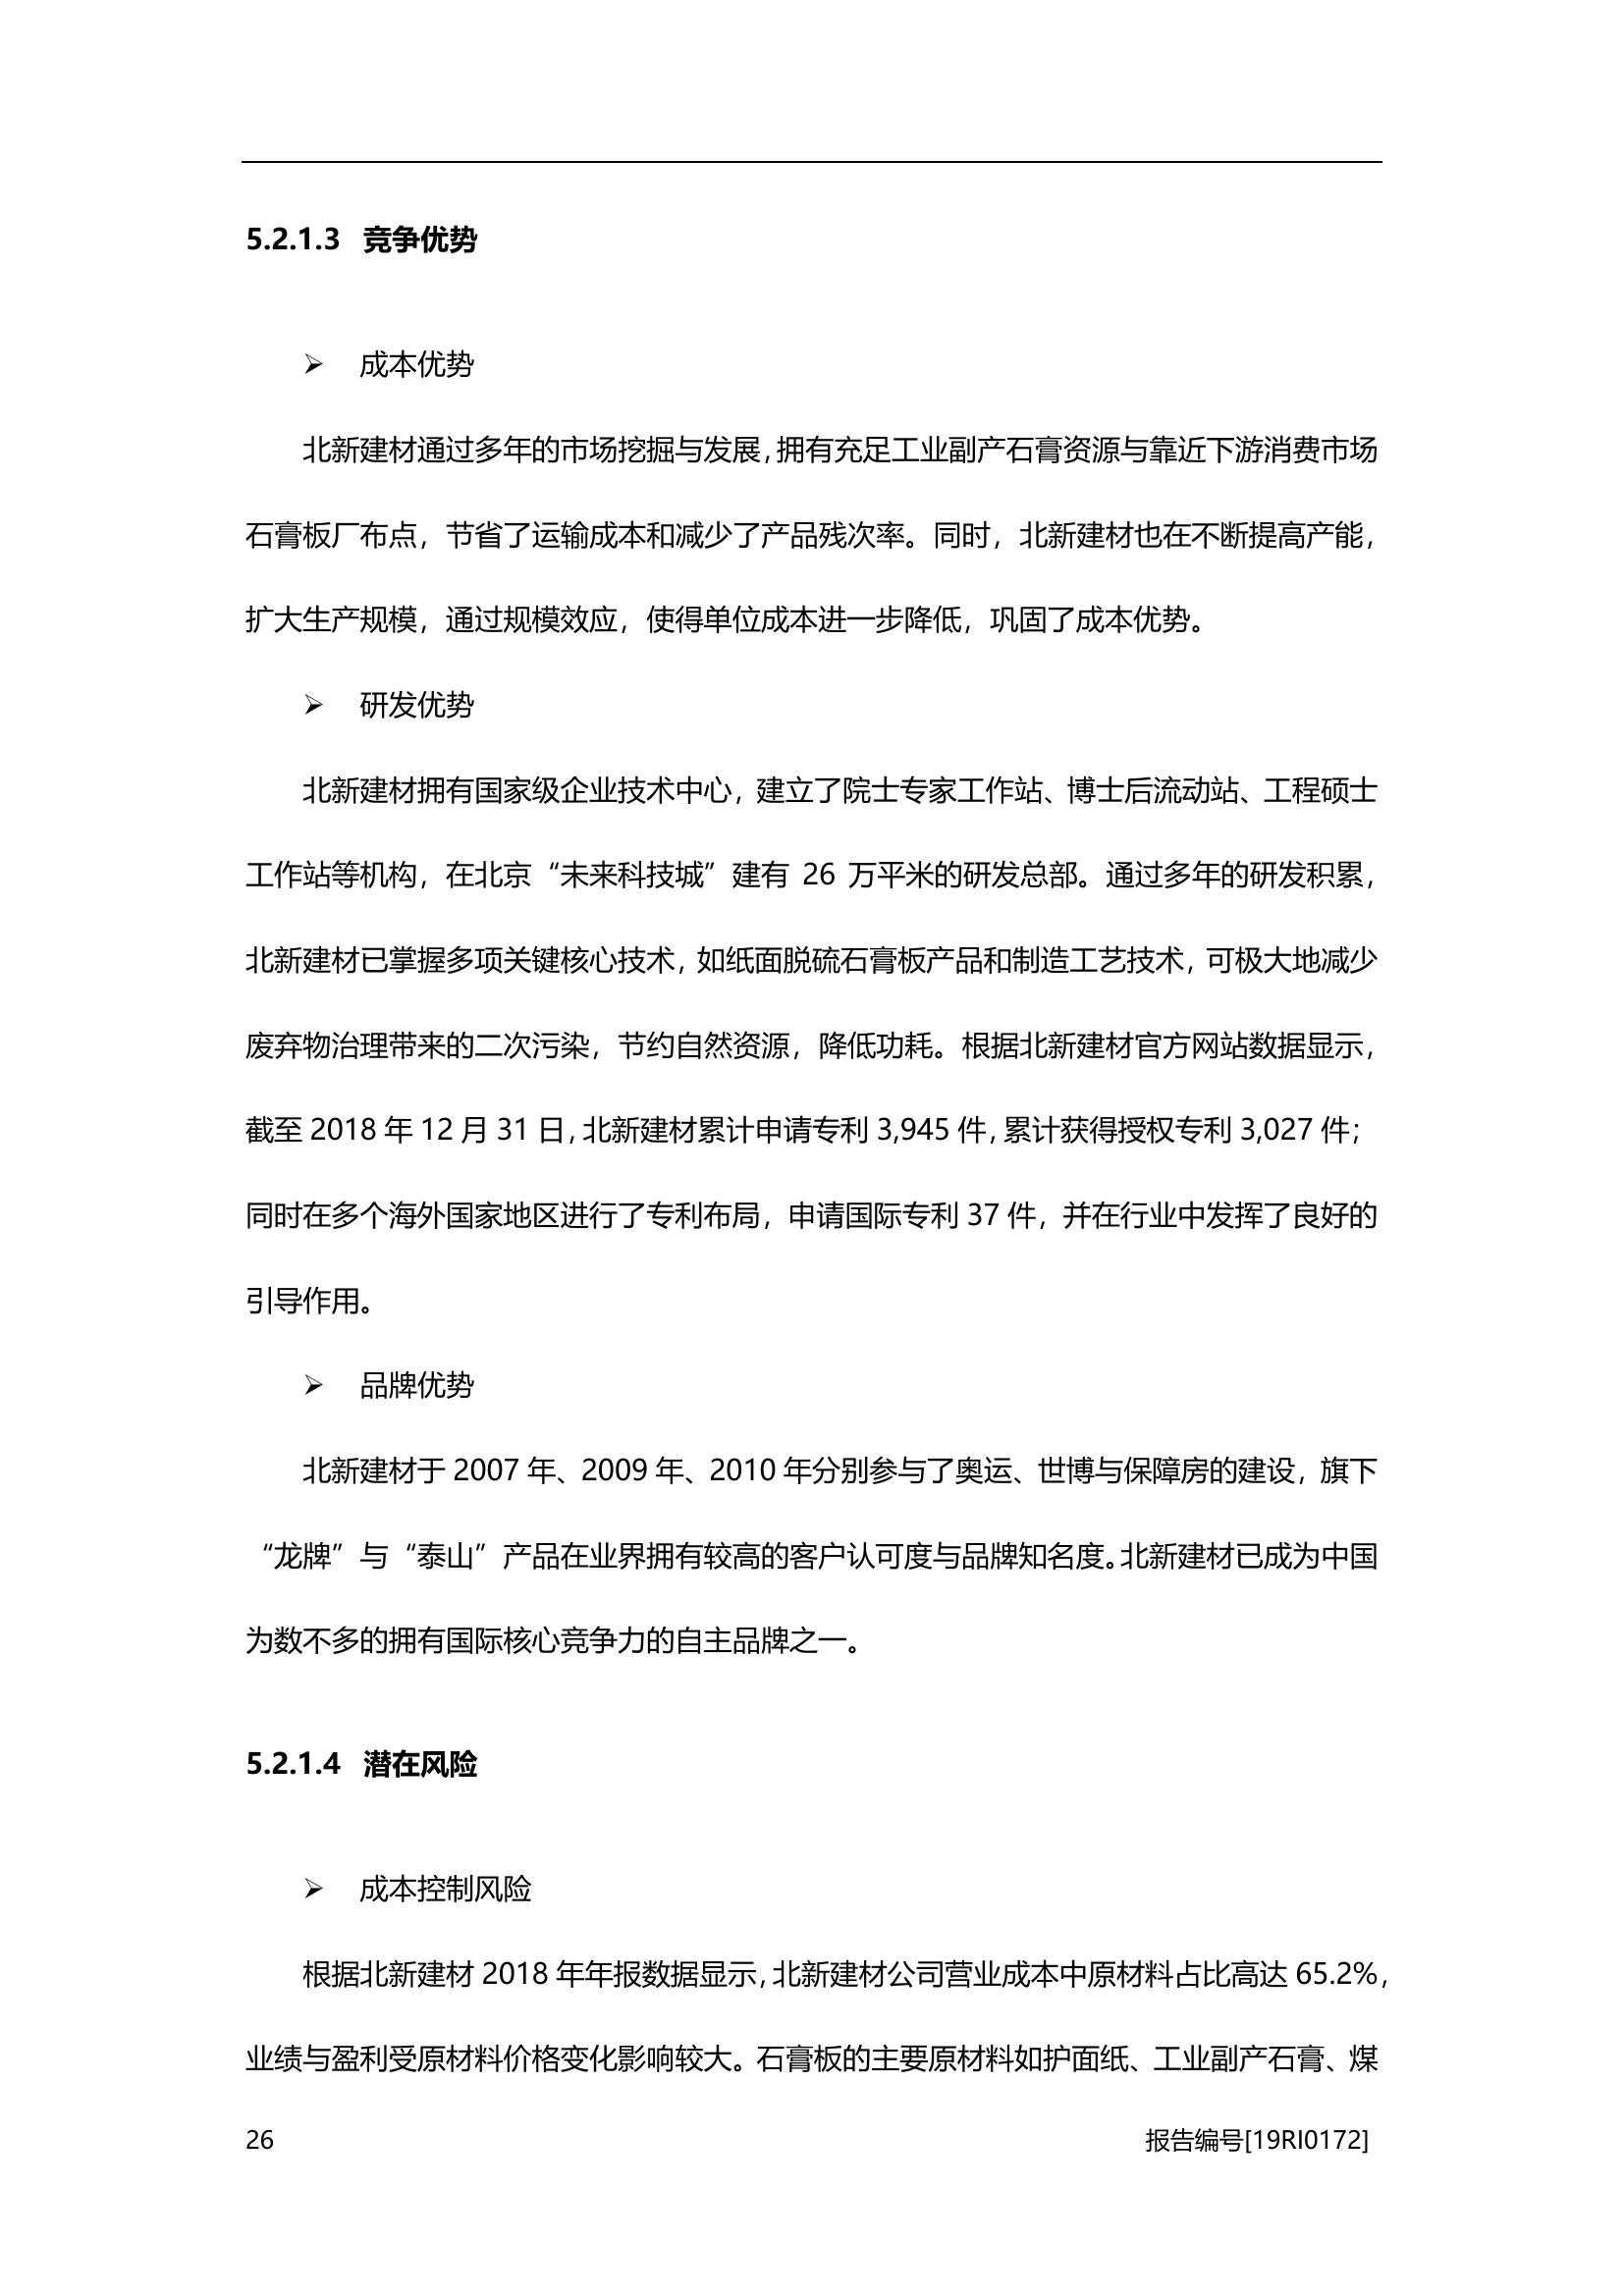 5.2.1.3 竞争优势
➢ 成本优势
北新建材通过多年的市场挖掘与发展，拥有充足工业副产石膏资源与靠近下游消费市场
石膏板厂布点，节省了运输成本和减少了产品残次率。同时，北新建材也在不断提高产能，
扩大生产规模，通过规模效应，使得单位成本进一步降低，巩固了成本优势。
➢ 研发优势
北新建材拥有国家级企业技术中心，建立了院士专家工作站、博士后流动站、工程硕士
工作站等机构，在北京“未来科技城”建有 26 万平米的研发总部。通过多年的研发积累，
北新建材已掌握多项关键核心技术，如纸面脱硫石膏板产品和制造工艺技术，可极大地减少
废弃物治理带来的二次污染，节约自然资源，降低功耗。根据北新建材官方网站数据显示，
截至 2018 年 12 月 31 日，北新建材累计申请专利 3,945 件，累计获得授权专利 3,027 件；
同时在多个海外国家地区进行了专利布局，申请国际专利 37 件，并在行业中发挥了良好的
引导作用。
➢ 品牌优势
北新建材于 2007 年、2009 年、2010 年分别参与了奥运、世博与保障房的建设，旗下
“龙牌”与“泰山”产品在业界拥有较高的客户认可度与品牌知名度。北新建材已成为中国
为数不多的拥有国际核心竞争力的自主品牌之一。
5.2.1.4 潜在风险
➢ 成本控制风险
根据北新建材 2018 年年报数据显示，北新建材公司营业成本中原材料占比高达 65.2%，
业绩与盈利受原材料价格变化影响较大。石膏板的主要原材料如护面纸、工业副产石膏、煤
26
报告编号[19RI0172]